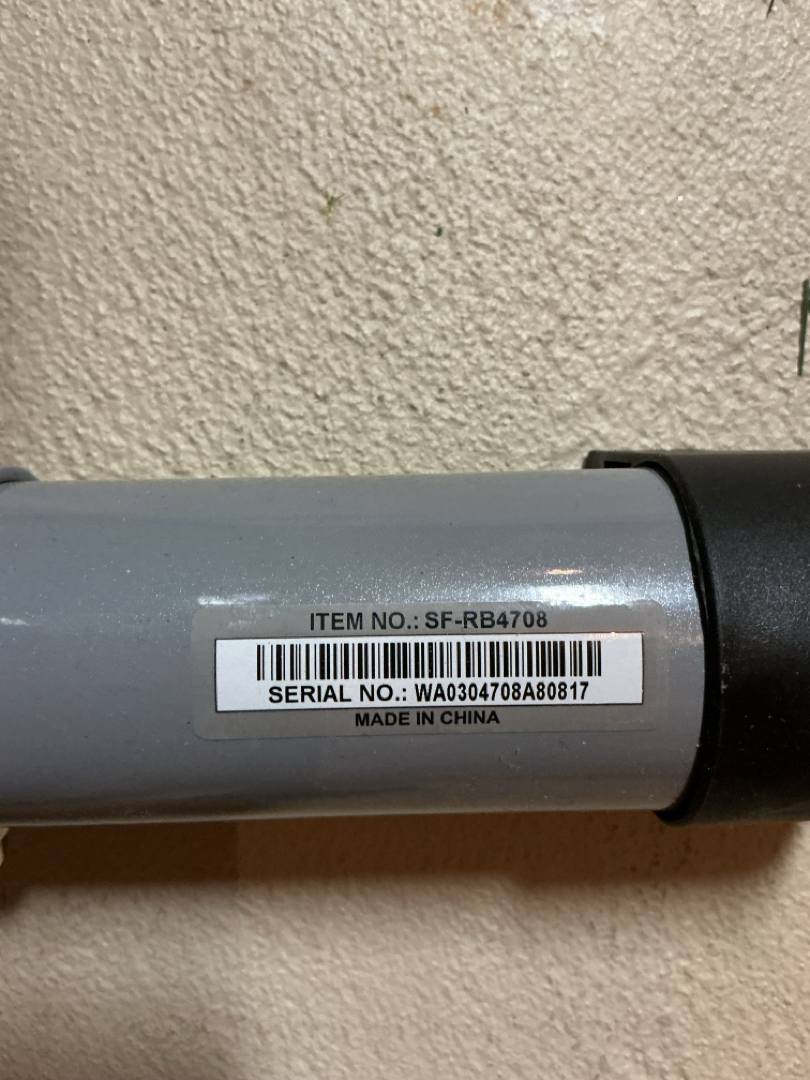 ITEM NO.: SF-RB4708
SERIAL NO.: WA0304708A80817
MADE IN CHINA